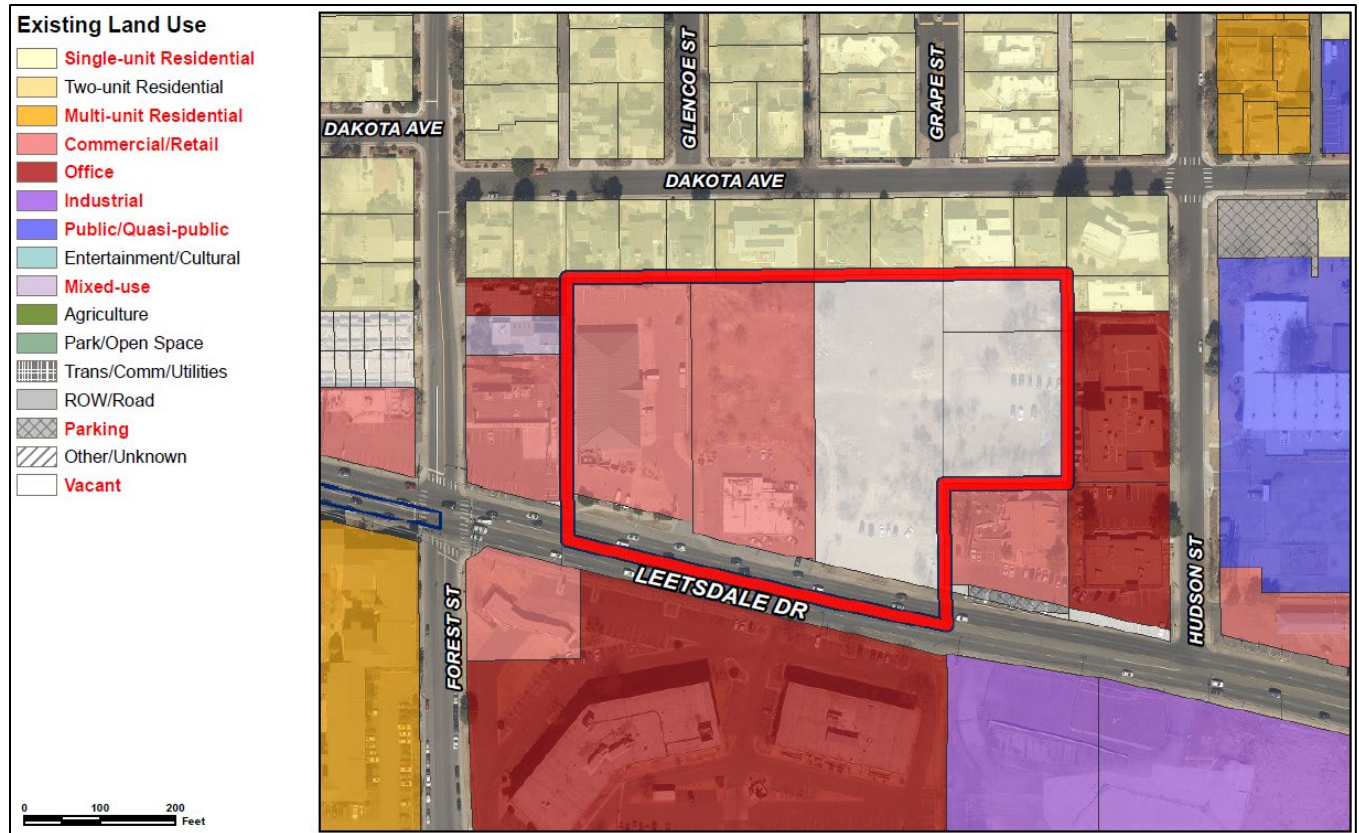 Existing Land Use
Single-unit Residential
Two-unit Residential
Multi-unit Residential
Commercial/Retail
Office
Industrial
Public/Quasi-public
Entertainment/Cultural
Mixed-use
Agriculture
Park/Open Space
Trans/Comm/Utilities
ROW/Road
Parking
Other/Unknown
Vacant
0 100 200
Feet
GLENCOE ST
GRAPE ST
DAKOTA AVE
DAKOTA AVE
LEETSDALE DR
FOREST ST
HUDSON ST